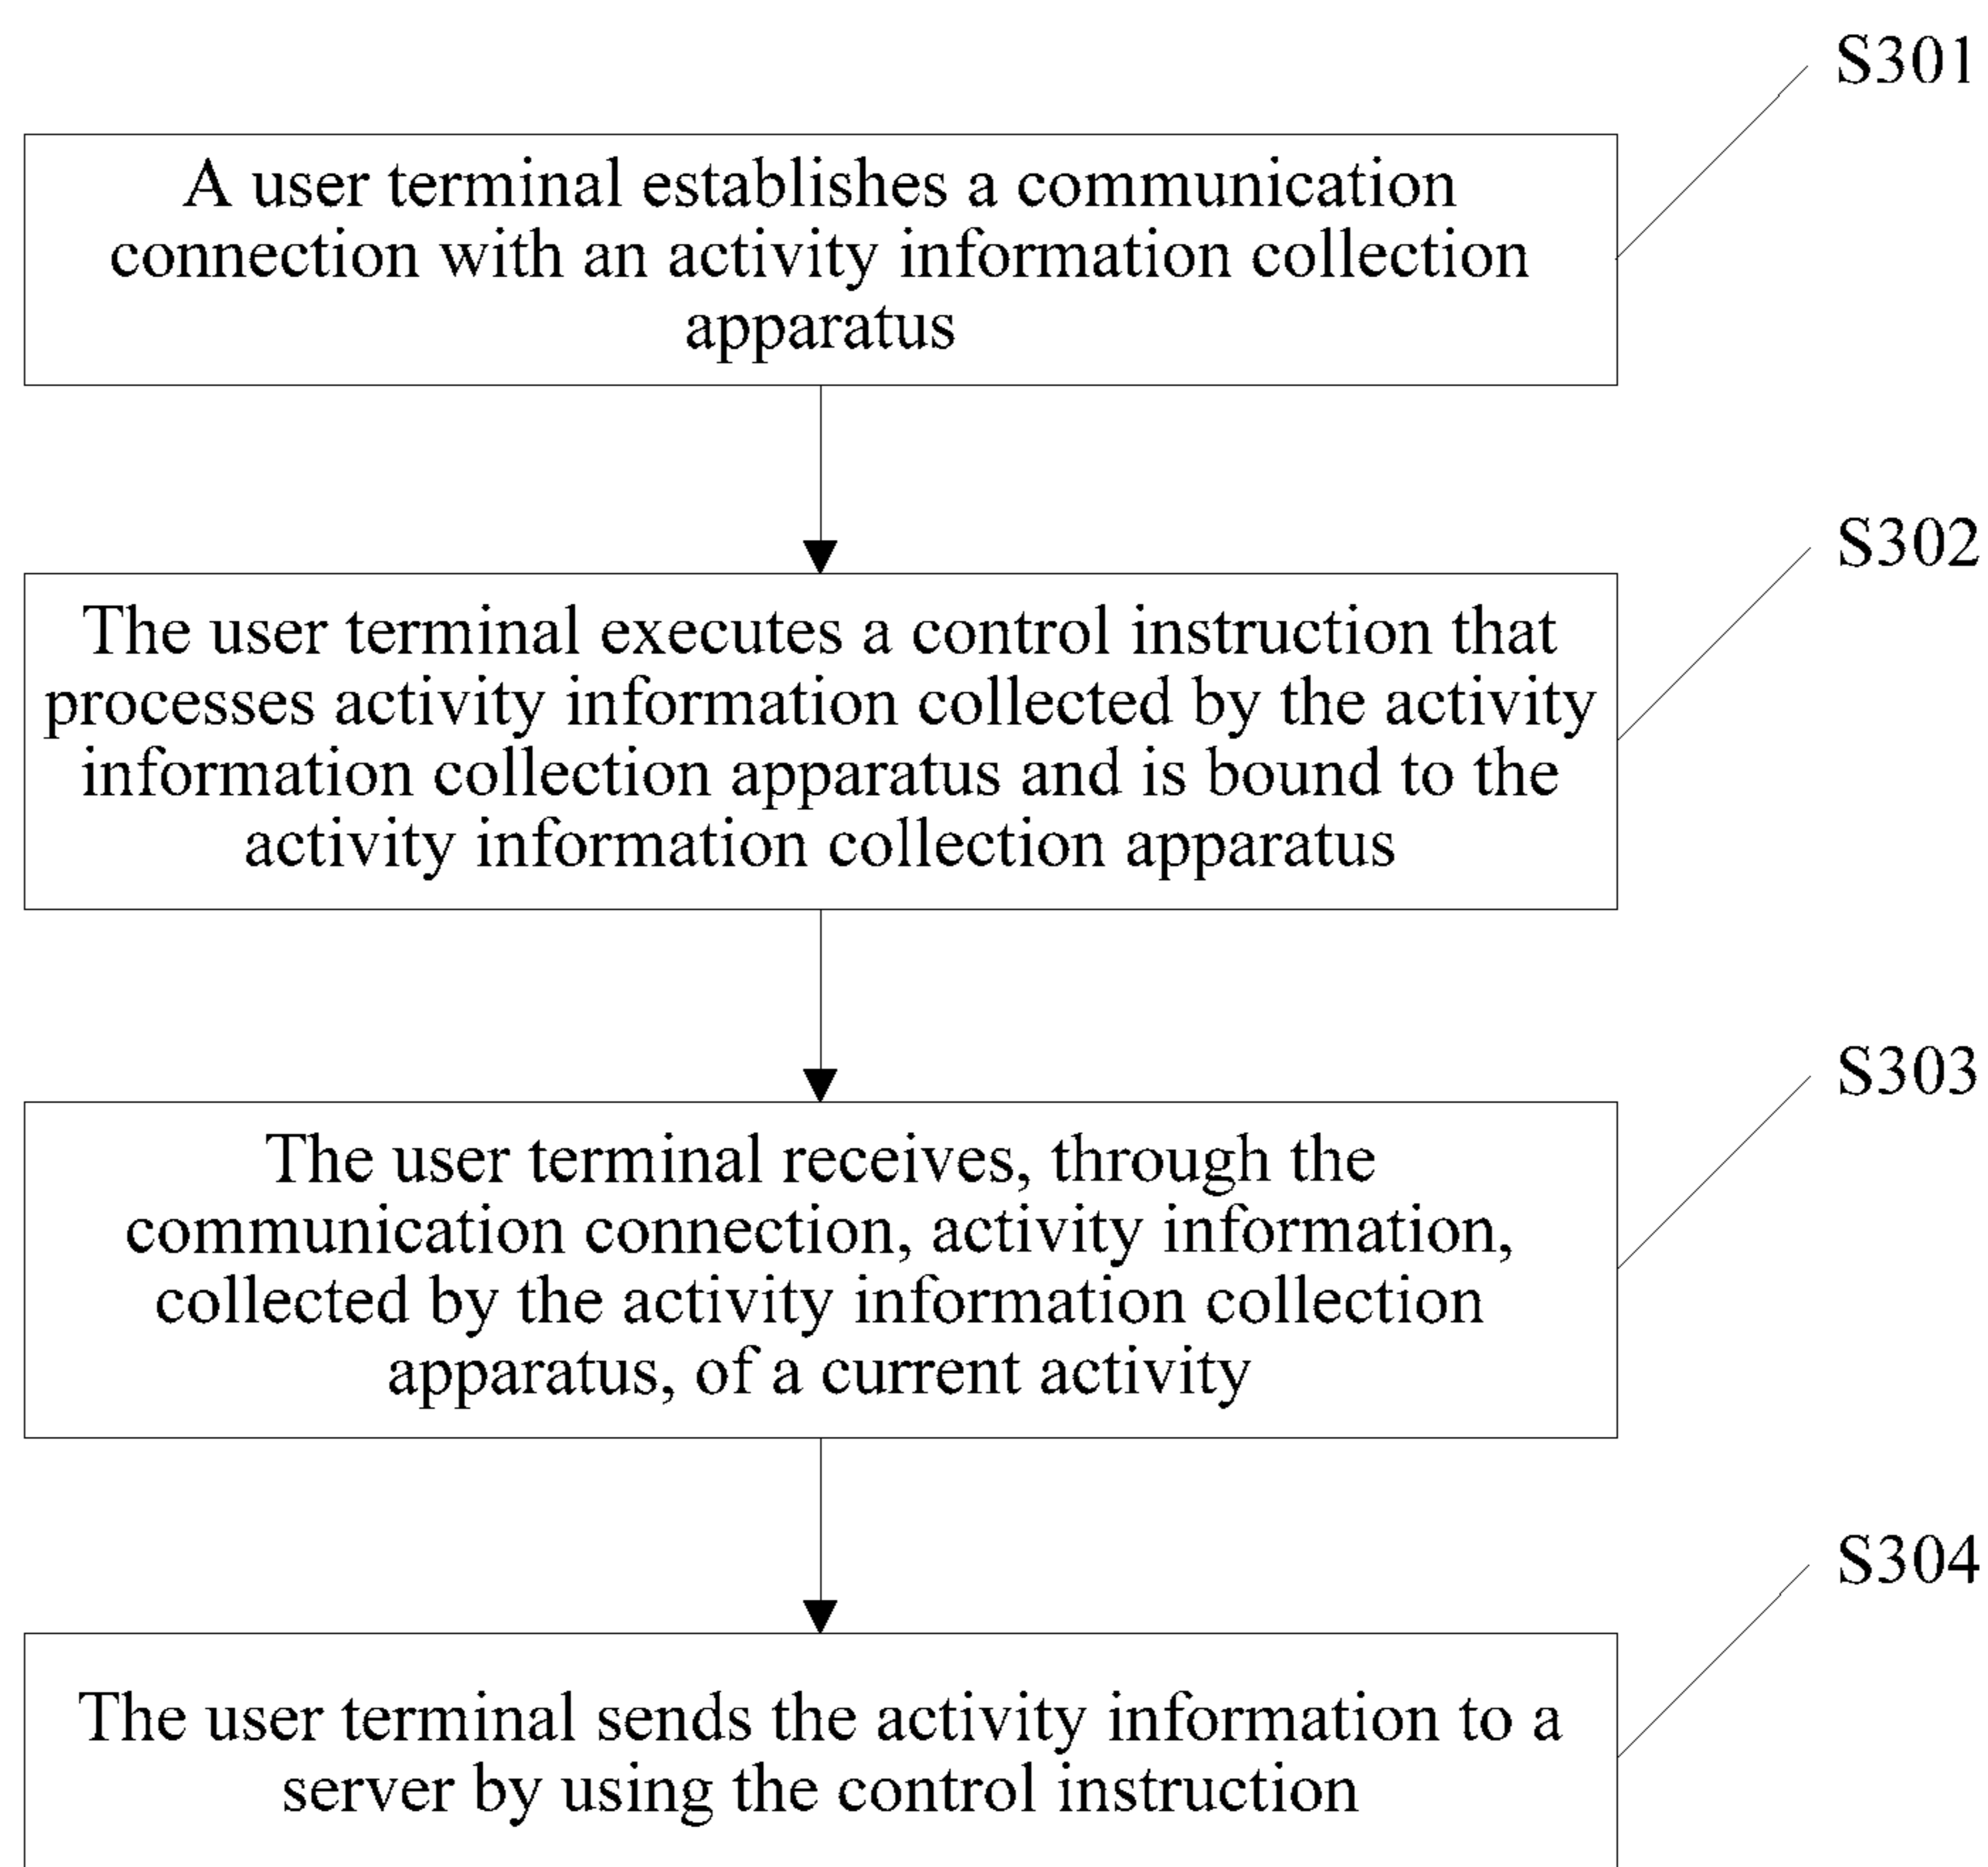 S301
A user terminal establishes a communication
connection with an activity information collection
apparatus
S302
The user terminal executes a control instruction that
processes activity information collected by the activity
information collection apparatus and is bound to the
activity information collection apparatus
S303
The user terminal receives, through the
communication connection, activity information,
collected by the activity information collection
apparatus, of a current activity
S304
The user terminal sends the activity information to a
server by using the control instruction